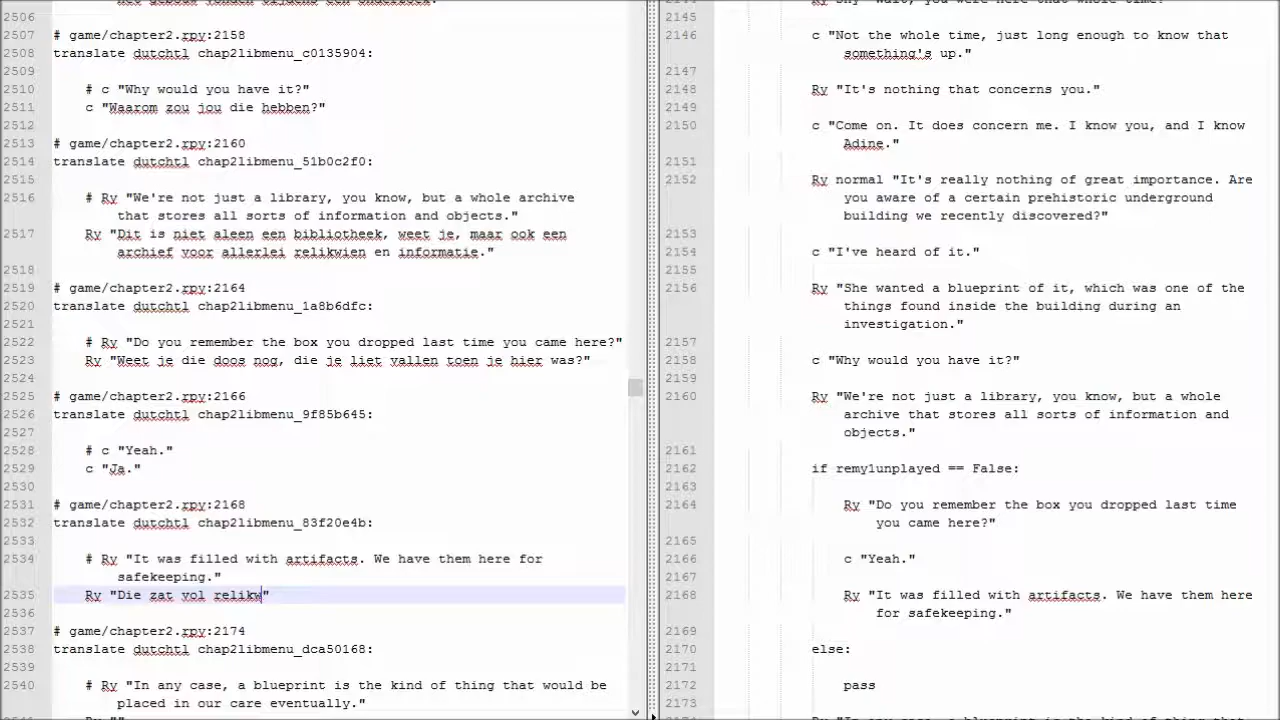 2506
2507 # game/chapter2.rpy:2158
2508 translate dutchtl chap2libmenu_c0135904:
2509
2510 # c "Why would you have it?"
2511 c "Waarom zou jou die hebben?"
2512
2513 # game/chapter2.rpy:2160
2514 translate dutchtl chap2libmenu_51b0c2f0:
2515
2516 # Ry "We're not just a library, you know, but a whole archive
that stores all sorts of information and objects."
2517 Ry "Dit is niet aleen een bibliotheek, weet je, maar ook een
archief voor allerlei relikwien en informatie."
2518
2519 # game/chapter2.rpy:2164
2520 translate dutchtl chap2libmenu_1a8b6dfc:
2521
2522 # Ry "Do you remember the box you dropped last time you came here?"
2523 Ry "Weet je die doos nog, die je liet vallen toen je hier was?"
2524
2525 # game/chapter2.rpy:2166
2526 translate dutchtl chap2libmenu_9f85b645:
2527
2528 # c "Yeah."
2529 c "Ja."
2530
2531 # game/chapter2.rpy:2168
2532 translate dutchtl chap2libmenu_83f20e4b:
2533
2534 # Ry "It was filled with artifacts. We have them here for
safekeeping."
2535 Ry "Die zat vol relikw"
2536
2537 # game/chapter2.rpy:2174
2538 translate dutchtl chap2libmenu_dca50168:
2539
2540 # Ry "In any case, a blueprint is the kind of thing that would be
placed in our care eventually."
2145
2146 c "Not the whole time, just long enough to know that
something's up."
2147
2148 Ry "It's nothing that concerns you."
2149
2150 c "Come on. It does concern me. I know you, and I know
Adine."
2151
2152 Ry normal "It's really nothing of great importance. Are
you aware of a certain prehistoric underground
building we recently discovered?"
2153
2154 c "I've heard of it."
2155
2156 Ry "She wanted a blueprint of it, which was one of the
things found inside the building during an
investigation."
2157
2158 c "Why would you have it?"
2159
2160 Ry "We're not just a library, you know, but a whole
archive that stores all sorts of information and
objects."
2161
2162 if remy1unplayed == False:
2163
2164 Ry "Do you remember the box you dropped last time
you came here?"
2165
2166 c "Yeah."
2167
2168 Ry "It was filled with artifacts. We have them here
for safekeeping."
2169
2170 else:
2171
2172 pass
2173